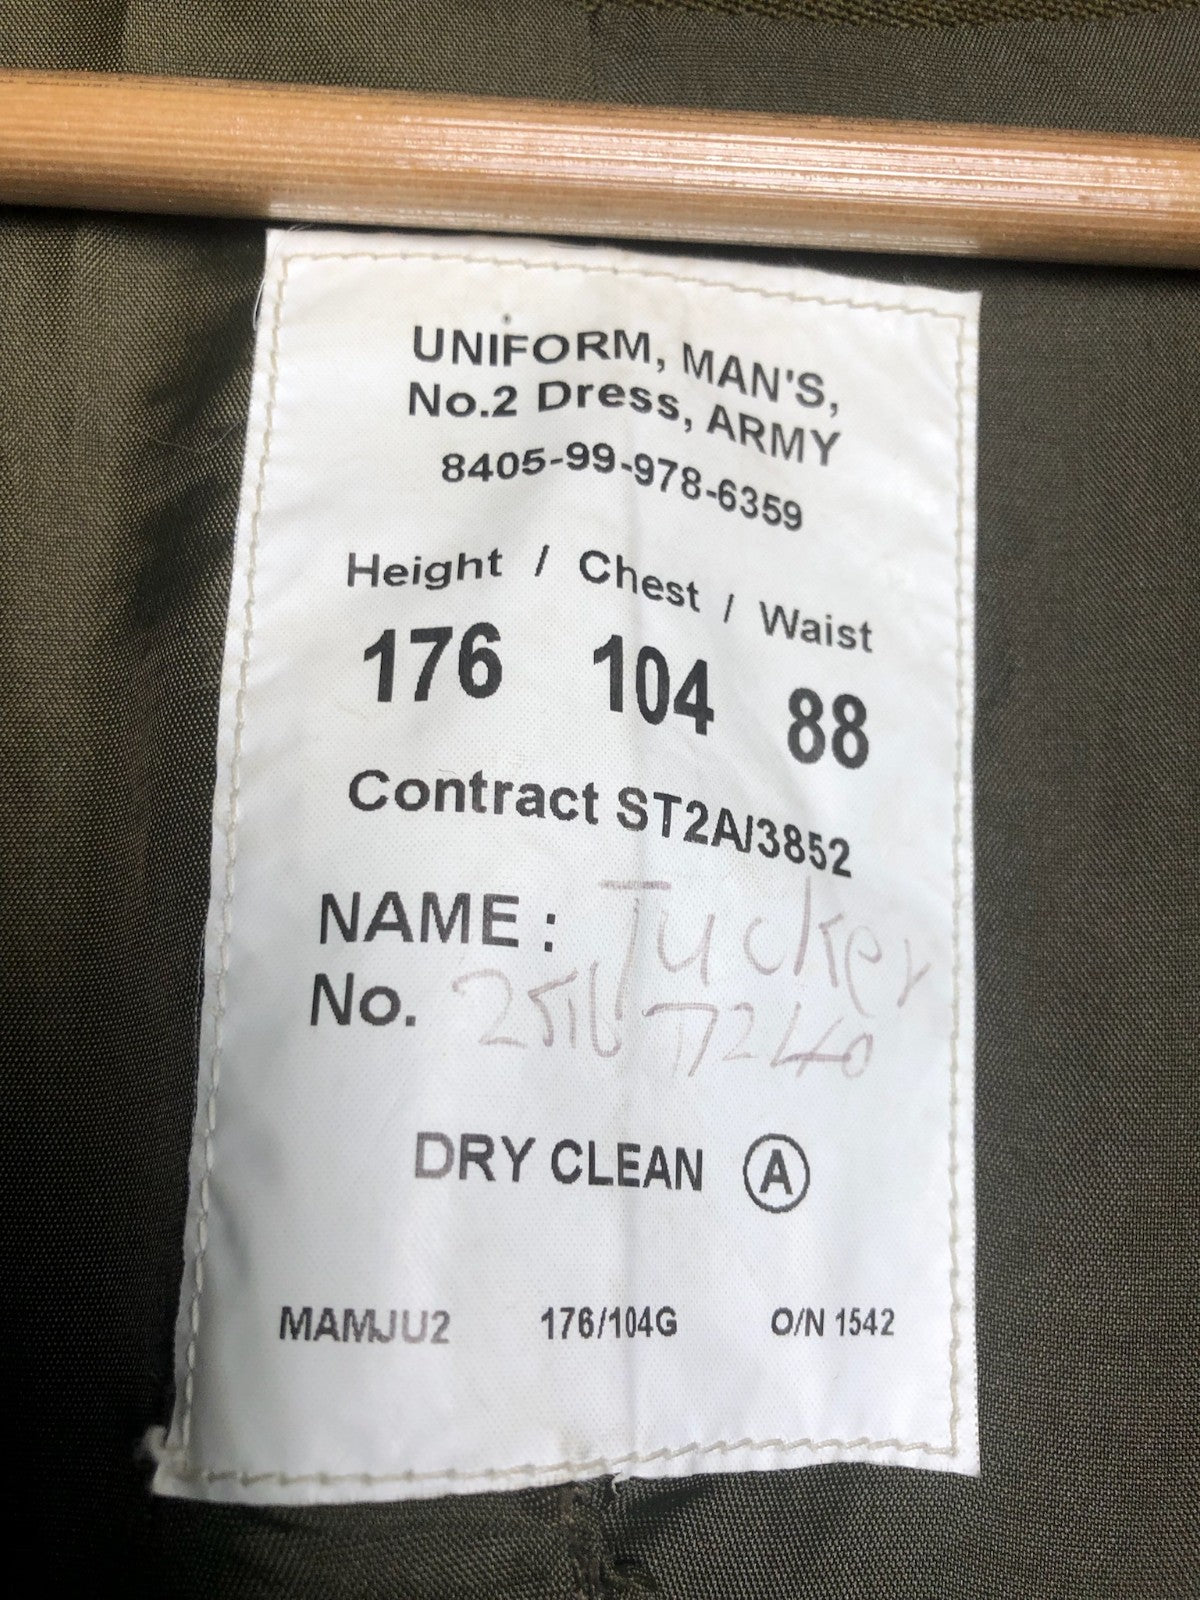 UNIFORM, MAN'S,
No.2 Dress, ARMY
8405-99-978-6359
Height / Chest / Waist
176 104 88
Contract ST2A/3852
NAME : Tucker
No. 25167240
DRY CLEAN Ⓐ
MAMJU2 176/104G O/N 1542